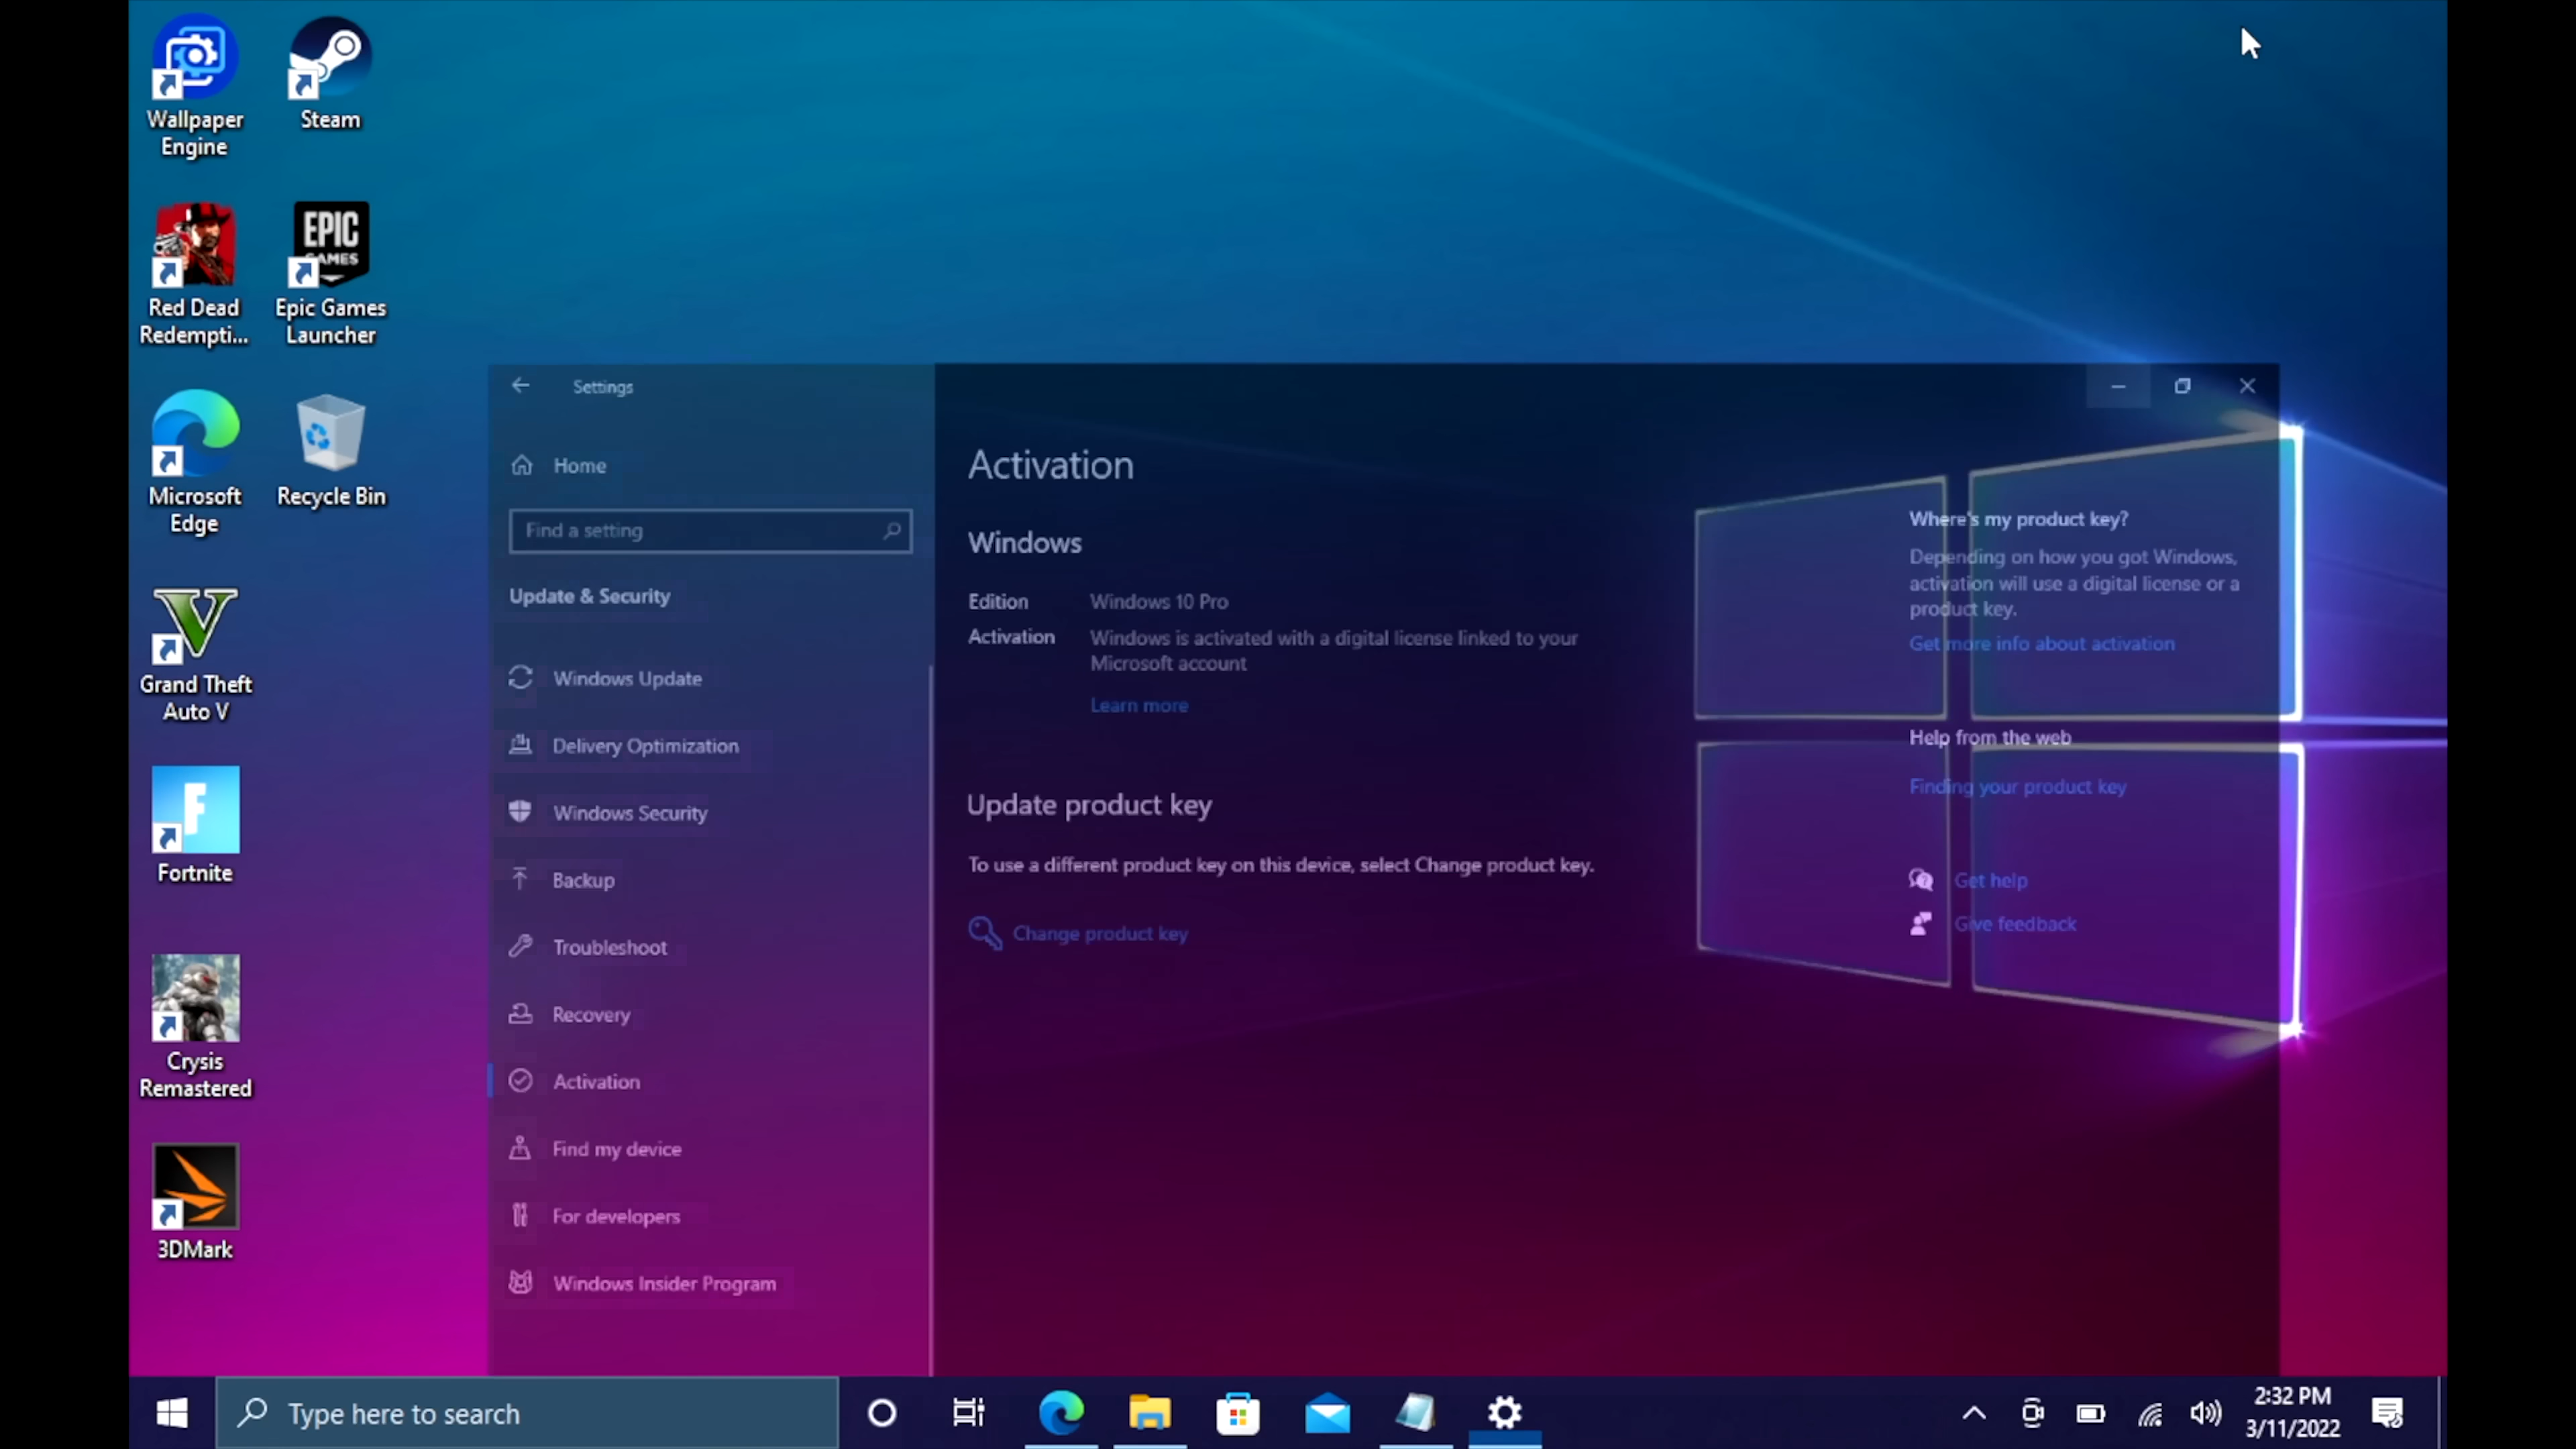 Wallpaper
Engine
Steam
Red Dead
Redempti...
EPIC
GAMES
Epic Games
Launcher
Microsoft
Edge
Recycle Bin
Grand Theft
Auto V
F
Fortnite
Crysis
Remastered
3DMark
Settings
Home
Find a setting
Update & Security
Windows Update
Delivery Optimization
Windows Security
Backup
Troubleshoot
Recovery
Activation
Find my device
For developers
Windows Insider Program
Activation
Windows
Edition Windows 10 Pro
Activation Windows is activated with a digital license linked to your
Microsoft account
Learn more
Update product key
To use a different product key on this device, select Change product key.
Change product key
Where's my product key?
Depending on how you got Windows,
activation will use a digital license or a
product key.
Get more info about activation
Help from the web
Finding your product key
Get help
Give feedback
Type here to search
2:32 PM
3/11/2022